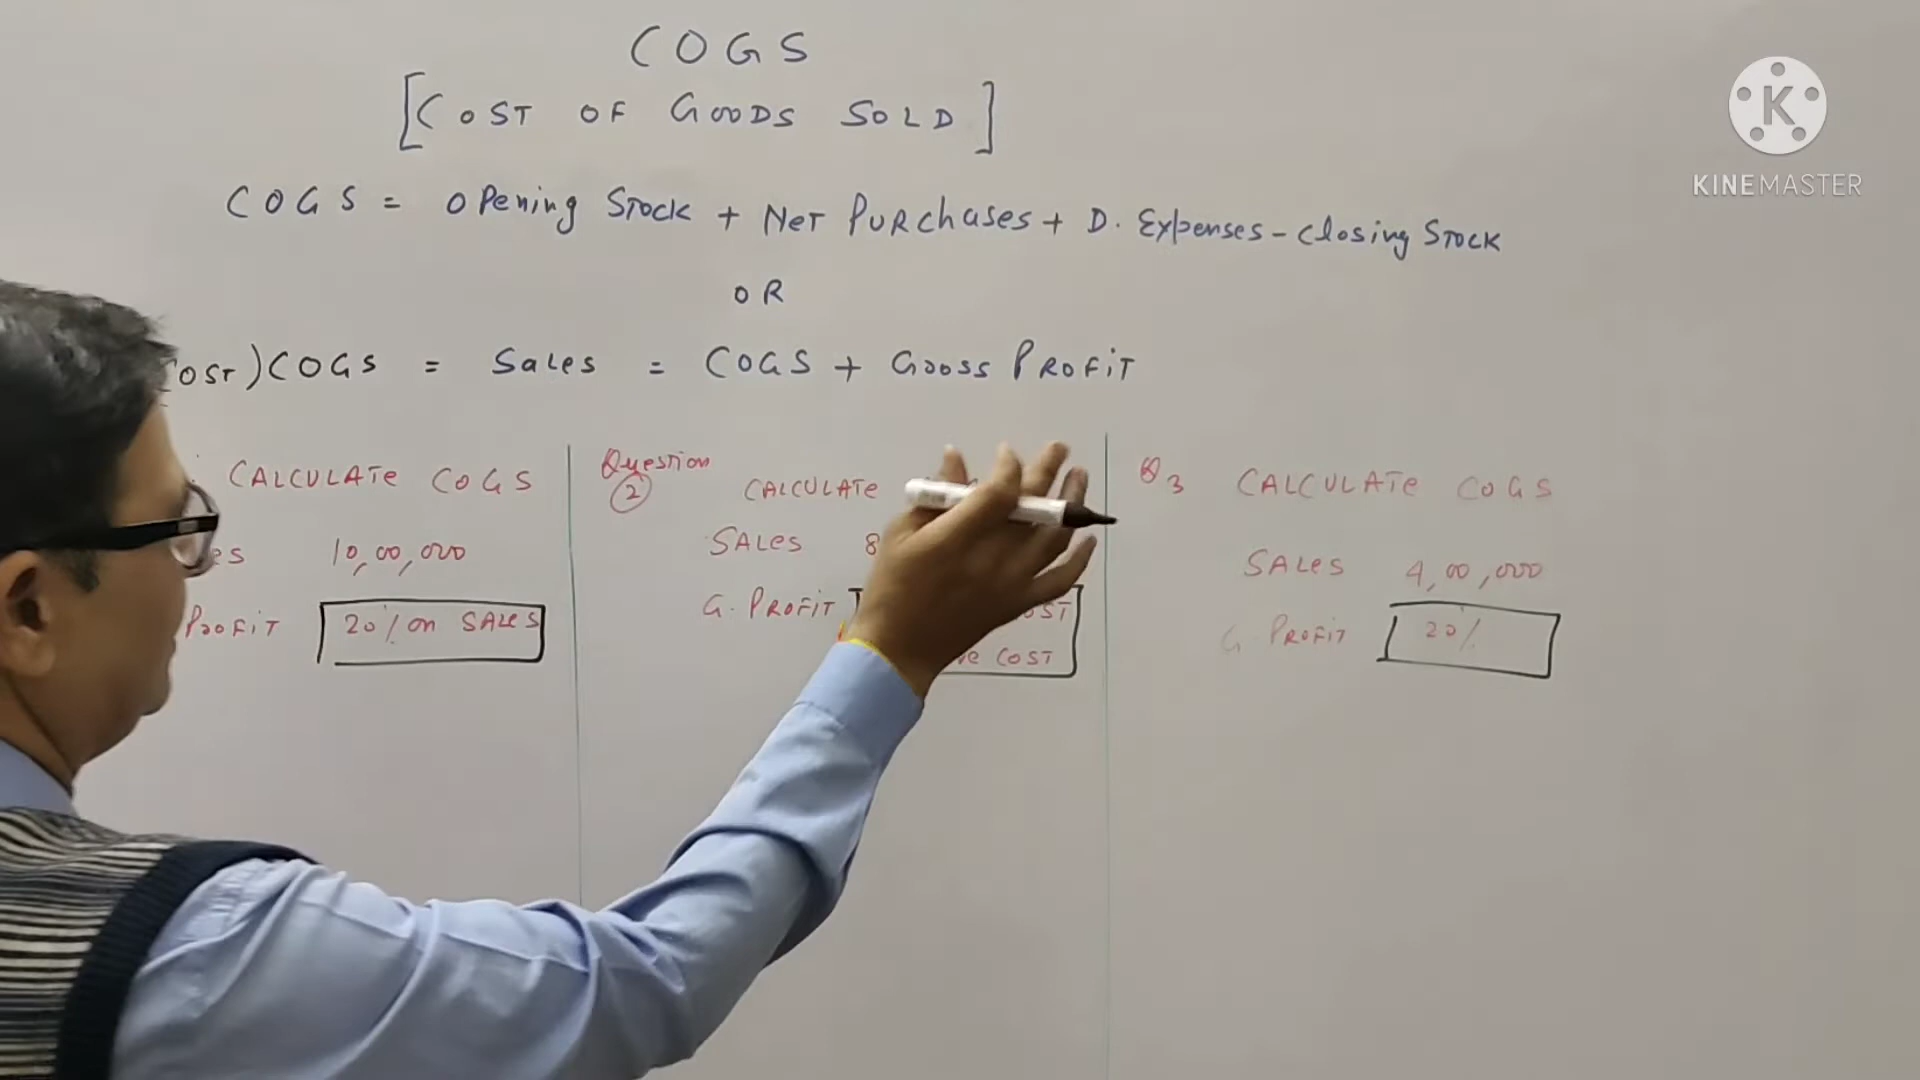 COGS
[COST OF GOODS SOLD]
COGS = OPening STOCK + NET PURChASES + D. Expenses - Closing STOCK
OR
OST) COGS = Sales = COGS + GROSS PROFIT
CALCULATE COGS
10,00,000
PROFIT 20% on SALES
Question
2
CALCULATE
SALES 8
G. PROFIT
COST
Q3 CALCULATE COGS
SALES 4,00,000
G PROFIT 20%
KINEMASTER